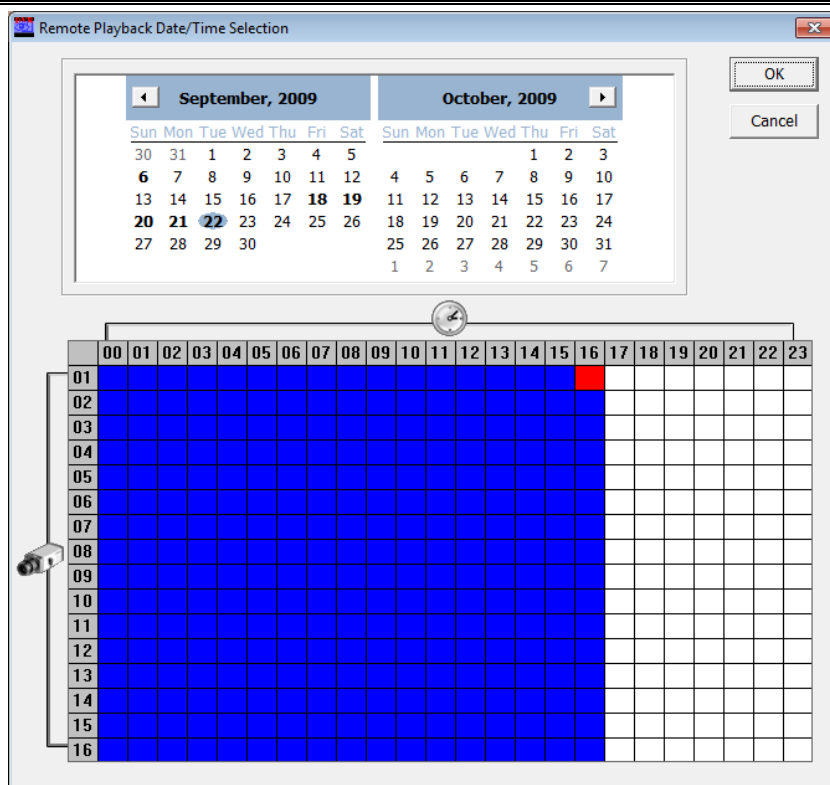 Remote Playback Date/Time Selection
OK
Cancel
September, 2009 October, 2009
Sun Mon Tue Wed Thu Fri Sat Sun Mon Tue Wed Thu Fri Sat
30 31 1 2 3 4 5 1 2 3
6 7 8 9 10 11 12 4 5 6 7 8 9 10
13 14 15 16 17 18 19 11 12 13 14 15 16 17
20 21 22 23 24 25 26 18 19 20 21 22 23 24
27 28 29 30 25 26 27 28 29 30 31
1 2 3 4 5 6 7
00 01 02 03 04 05 06 07 08 09 10 11 12 13 14 15 16 17 18 19 20 21 22 23
01
02
03
04
05
06
07
08
09
10
11
12
13
14
15
16